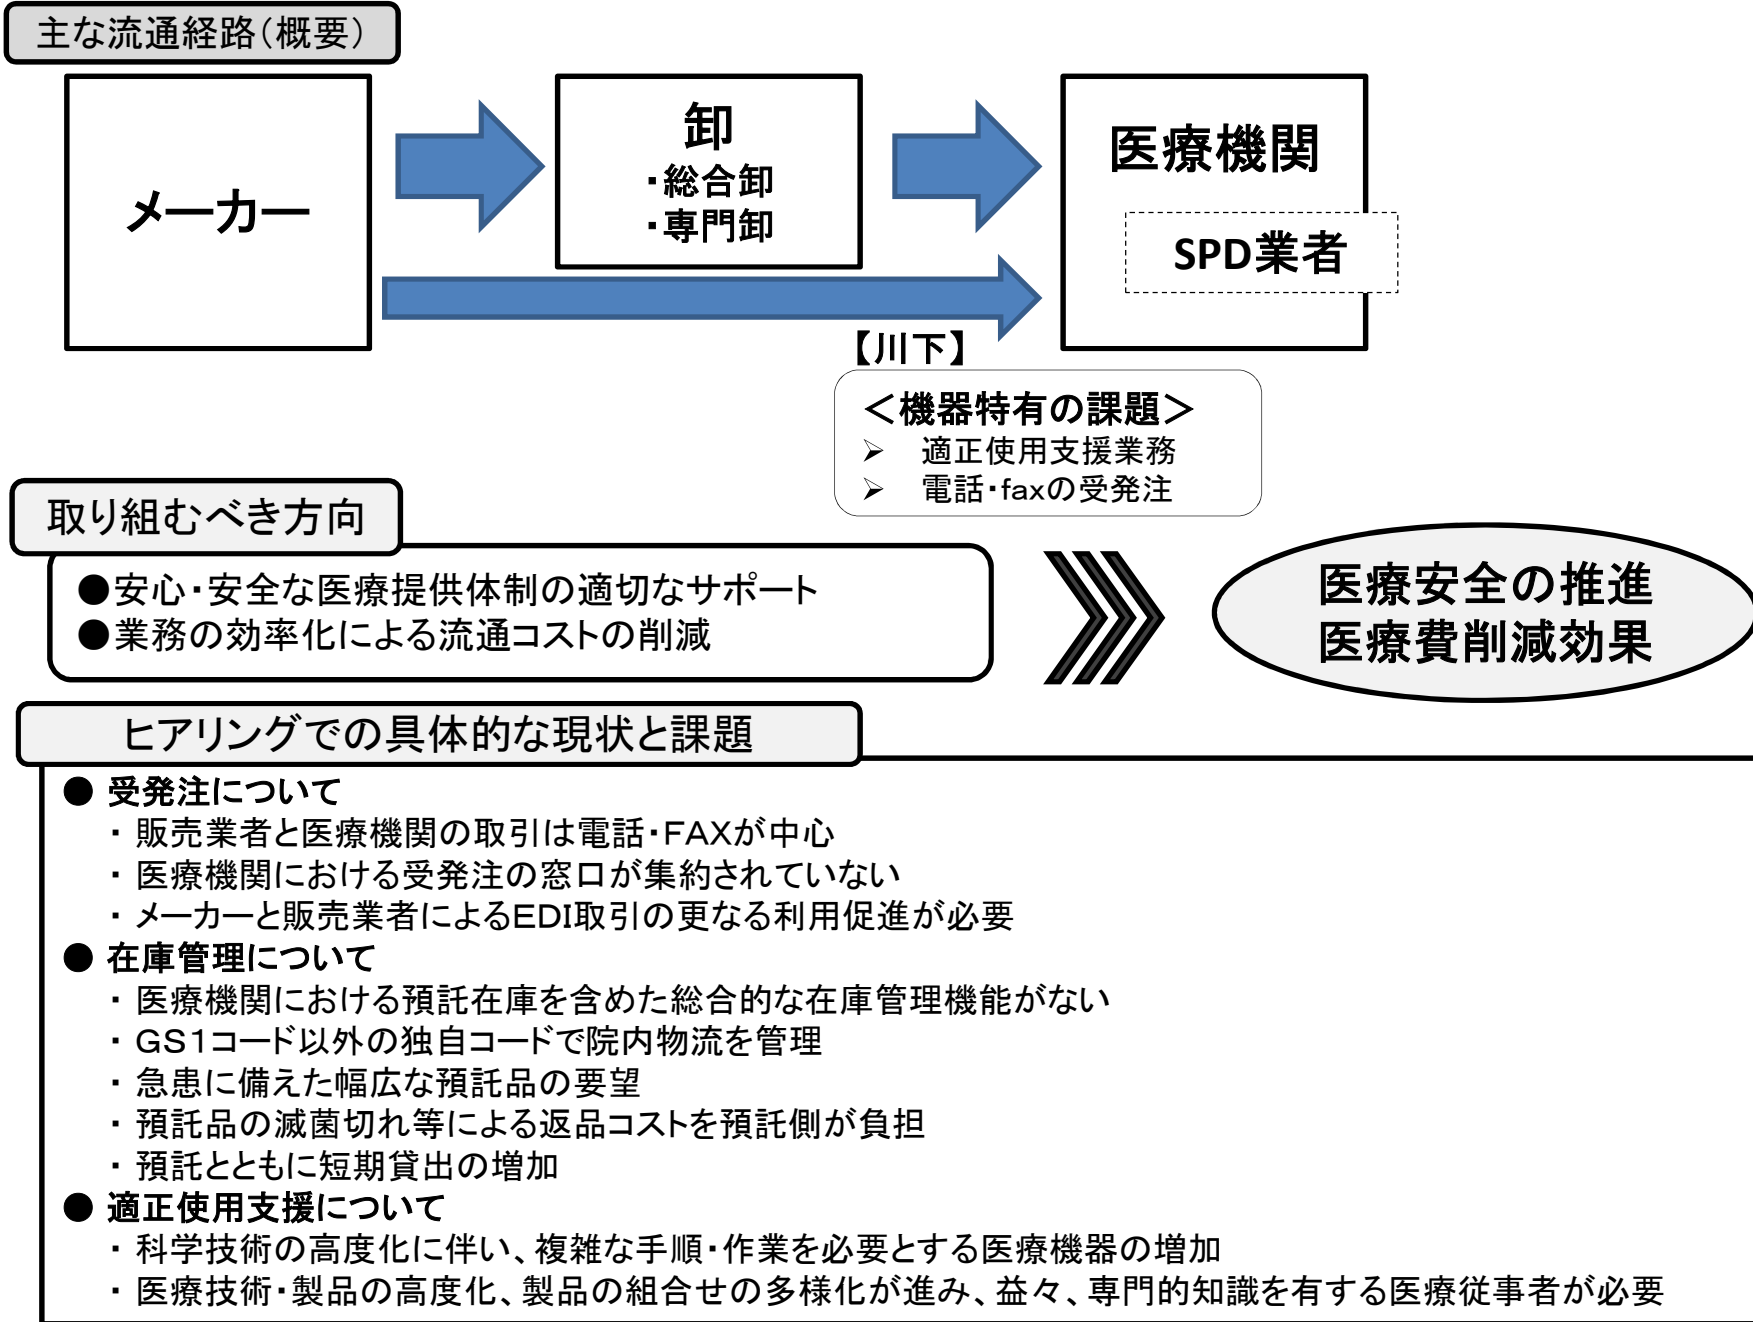 主な流通経路（概要）
メーカー
卸
・総合卸
・専門卸
医療機関
SPD業者
【川下】
＜機器特有の課題＞
➢ 適正使用支援業務
➢ 電話・faxの受発注
取り組むべき方向
●安心・安全な医療提供体制の適切なサポート
●業務の効率化による流通コストの削減
医療安全の推進
医療費削減効果
ヒアリングでの具体的な現状と課題
● 受発注について
・ 販売業者と医療機関の取引は電話・FAXが中心
・ 医療機関における受発注の窓口が集約されていない
・ メーカーと販売業者によるEDI取引の更なる利用促進が必要
● 在庫管理について
・ 医療機関における預託在庫を含めた総合的な在庫管理機能がない
・ GS1コード以外の独自コードで院内物流を管理
・ 急患に備えた幅広な預託品の要望
・ 預託品の滅菌切れ等による返品コストを預託側が負担
・ 預託とともに短期貸出の増加
● 適正使用支援について
・ 科学技術の高度化に伴い、複雑な手順・作業を必要とする医療機器の増加
・ 医療技術・製品の高度化、製品の組合せの多様化が進み、益々、専門的知識を有する医療従事者が必要